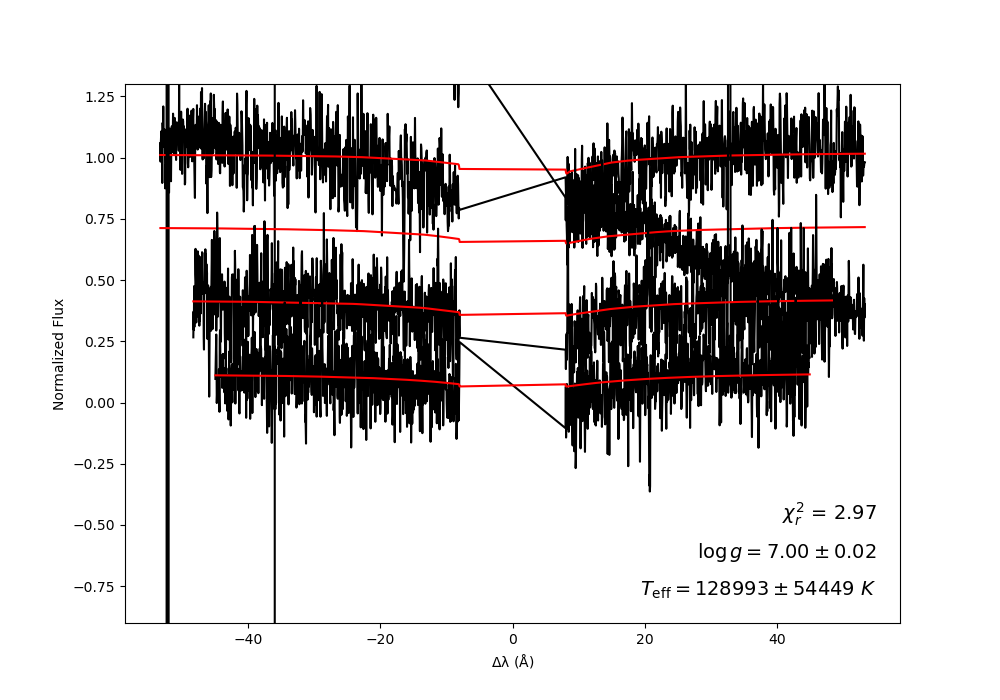 1.25
1.00
0.75
0.50
0.25
0.00
−0.25
−0.50
−0.75
Normalized Flux
χ²ᵣ = 2.97
log g = 7.00 ± 0.02
T_eff = 128993 ± 54449 K
−40 −20 0 20 40
Δλ (Å)